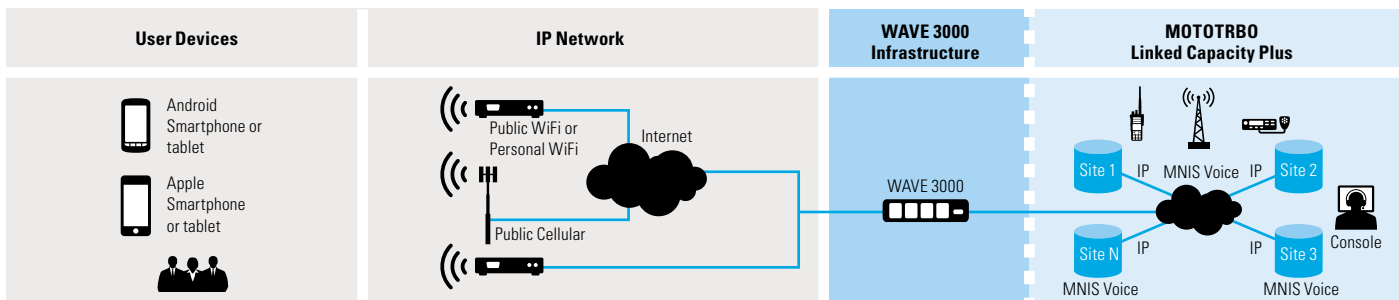 User Devices
IP Network
WAVE 3000
Infrastructure
MOTOTRBO
Linked Capacity Plus
Android
Smartphone or
tablet
Apple
Smartphone
or tablet
Public WiFi or
Personal WiFi
Internet
Public Cellular
WAVE 3000
Site 1
IP
MNIS Voice
IP
Site 2
Console
Site N
IP
IP
Site 3
MNIS Voice
MNIS Voice